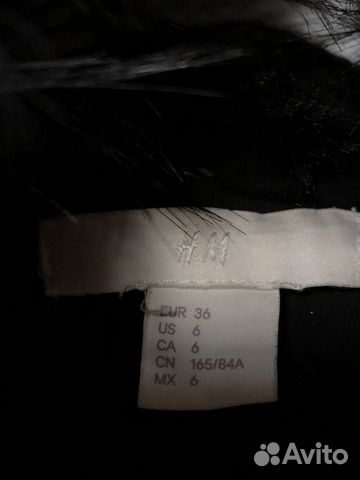 H&M
EUR 36
US 6
CA 6
CN 165/84A
MX 6
Avito